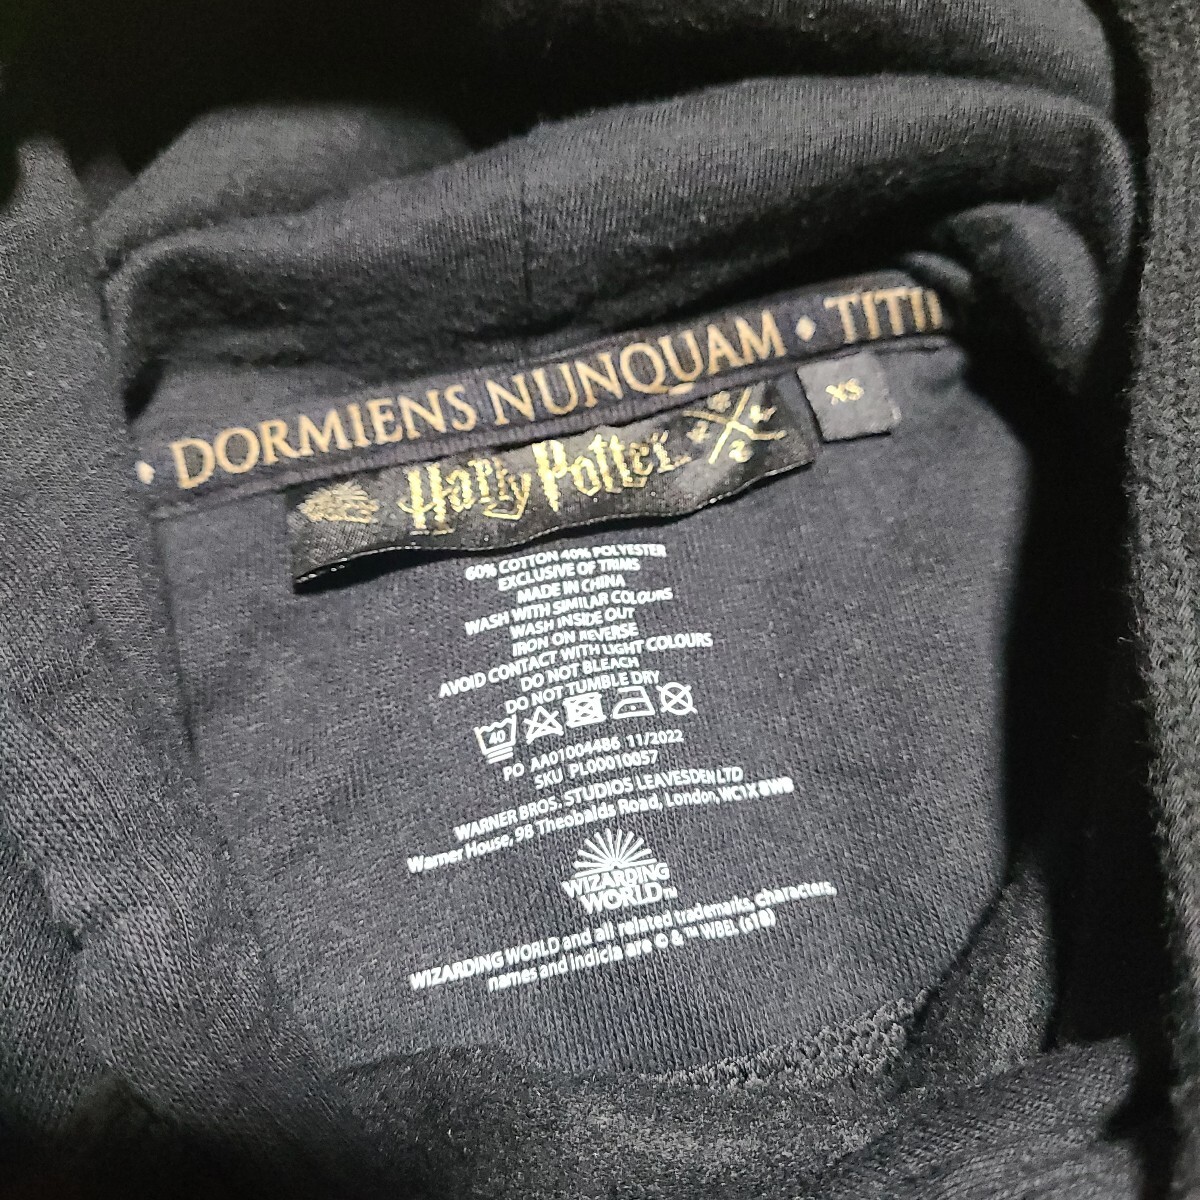 DORMIENS NUNQUAM • TITIL
Harry Potter
XS
60% COTTON 40% POLYESTER
EXCLUSIVE OF TRIMS
MADE IN CHINA
WASH WITH SIMILAR COLOURS
WASH INSIDE OUT
IRON ON REVERSE
AVOID CONTACT WITH LIGHT COLOURS
DO NOT BLEACH
DO NOT TUMBLE DRY
40
PO AA01004486 11/2022
SKU PL00010057
WARNER BROS. STUDIOS LEAVESDEN LTD
Warner House, 98 Theobalds Road, London, WC1X 8WB
WIZARDING
WORLD™
WIZARDING WORLD and all related trademarks, characters,
names and indicia are © & ™ WBEI. (s18)